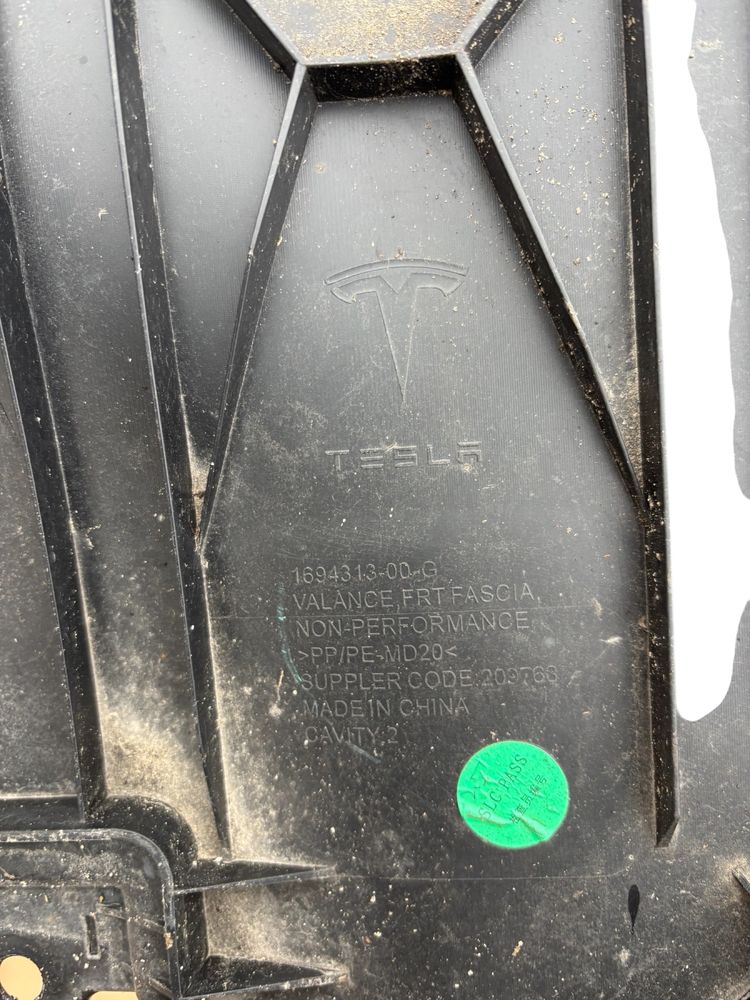 TESLA
1694313-00-G
VALANCE,FRT FASCIA,
NON-PERFORMANCE
>PP/PE-MD20<
SUPPLER CODE:209763
MADE IN CHINA
CAVITY:2
SLC PASS